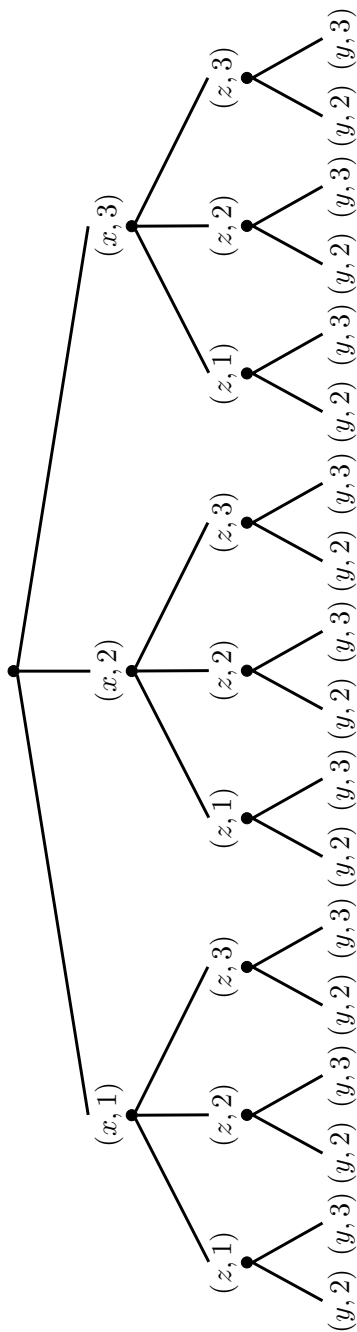 (x, 1) (x, 2) (x, 3)
(z, 1) (z, 2) (z, 3) (z, 1) (z, 2) (z, 3) (z, 1) (z, 2) (z, 3)
(y, 2) (y, 3) (y, 2) (y, 3) (y, 2) (y, 3) (y, 2) (y, 3) (y, 2) (y, 3) (y, 2) (y, 3) (y, 2) (y, 3) (y, 2) (y, 3) (y, 2) (y, 3)